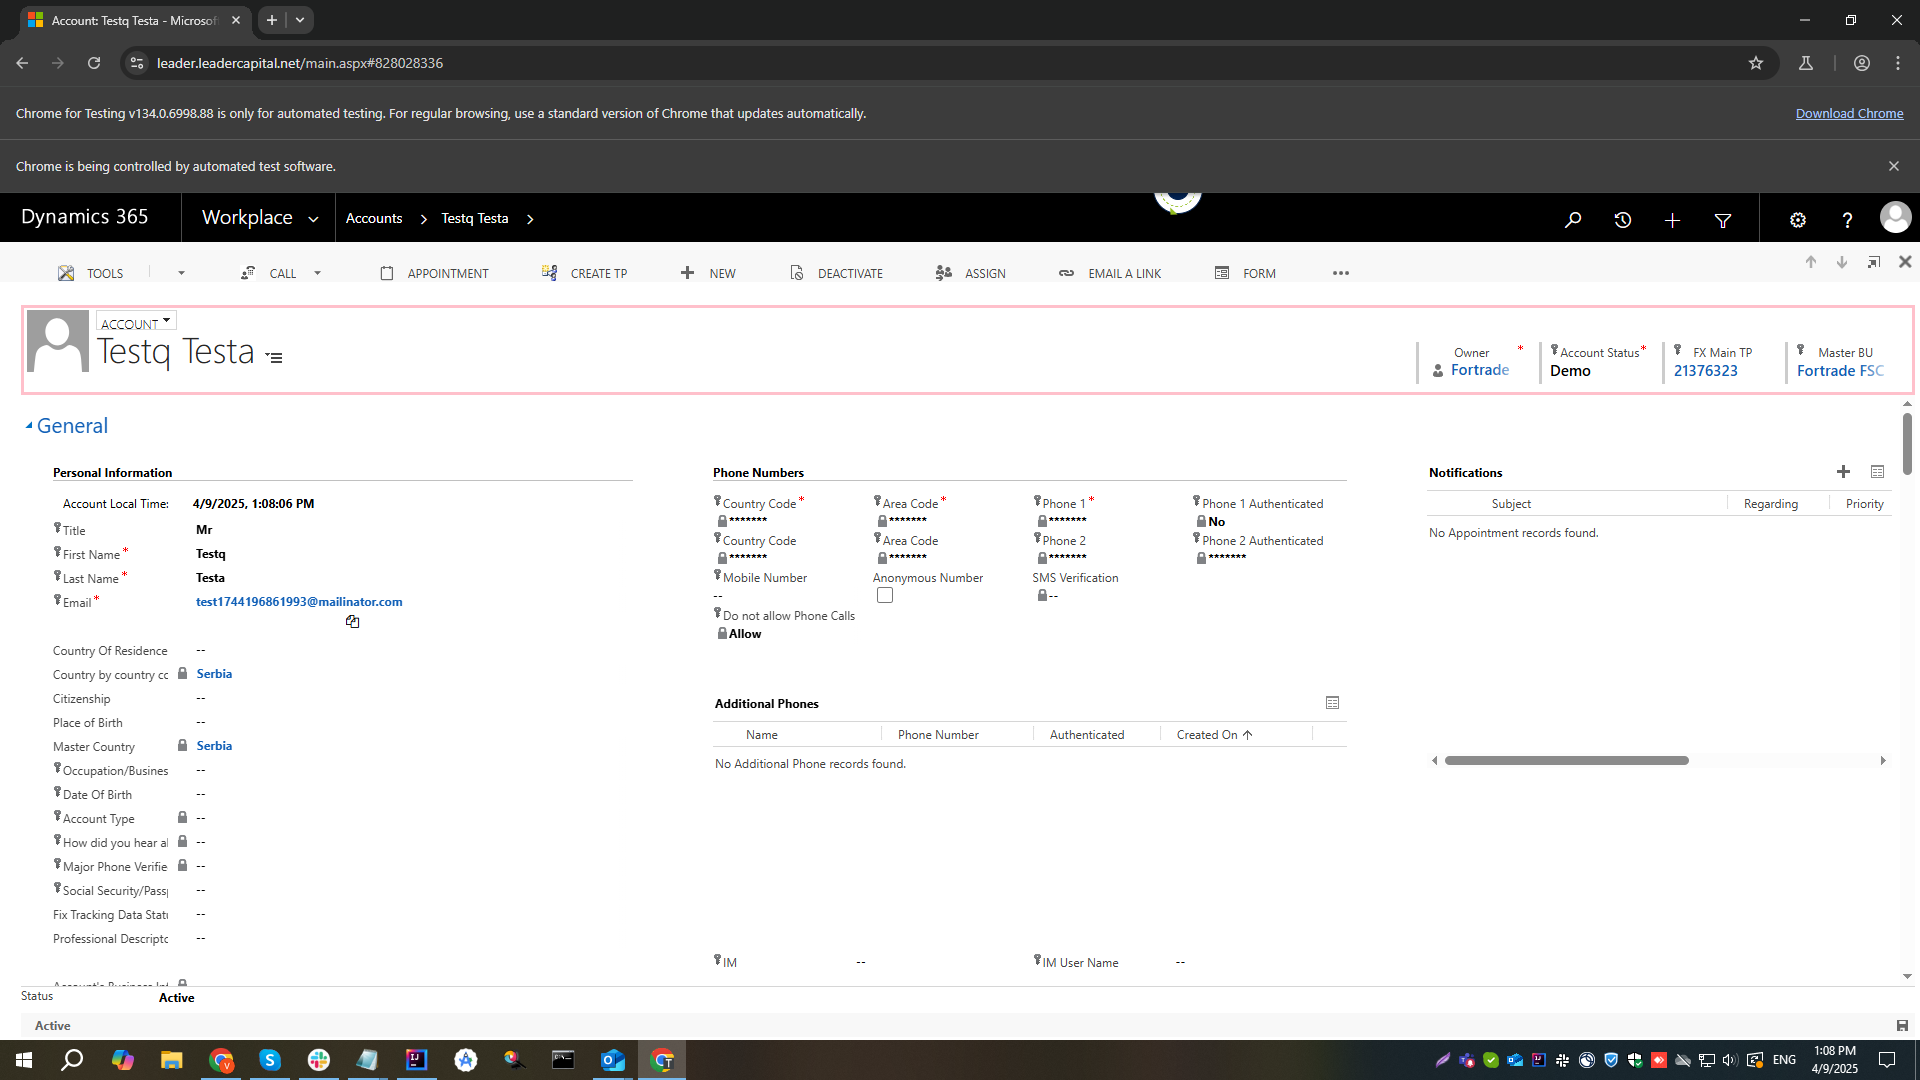 Account: Testq Testa - Microsof
leader.leadercapital.net/main.aspx#828028336
Chrome for Testing v134.0.6998.88 is only for automated testing. For regular browsing, use a standard version of Chrome that updates automatically.
Download Chrome
Chrome is being controlled by automated test software.
Dynamics 365
Workplace
Accounts
Testq Testa
TOOLS
CALL
APPOINTMENT
CREATE TP
NEW
DEACTIVATE
ASSIGN
EMAIL A LINK
FORM
ACCOUNT
Testq Testa
Owner *
Fortrade
Account Status *
Demo
FX Main TP
21376323
Master BU
Fortrade FSC
General
Personal Information
Account Local Time: 4/9/2025, 1:08:06 PM
Title Mr
First Name * Testq
Last Name * Testa
Email * test1744196861993@mailinator.com
Country Of Residence --
Country by country cc Serbia
Citizenship --
Place of Birth --
Master Country Serbia
Occupation/Busines --
Date Of Birth --
Account Type --
How did you hear a --
Major Phone Verifie --
Social Security/Pass --
Fix Tracking Data Stat --
Professional Descripto --
Phone Numbers
Country Code * Area Code * Phone 1 * Phone 1 Authenticated
******* ******* ******* No
Country Code Area Code Phone 2 Phone 2 Authenticated
******* ******* ******* *******
Mobile Number Anonymous Number SMS Verification
-- --
Do not allow Phone Calls
Allow
Additional Phones
Name Phone Number Authenticated Created On
No Additional Phone records found.
IM -- IM User Name --
Notifications
Subject Regarding Priority
No Appointment records found.
Status Active
Active
ENG
1:08 PM
4/9/2025